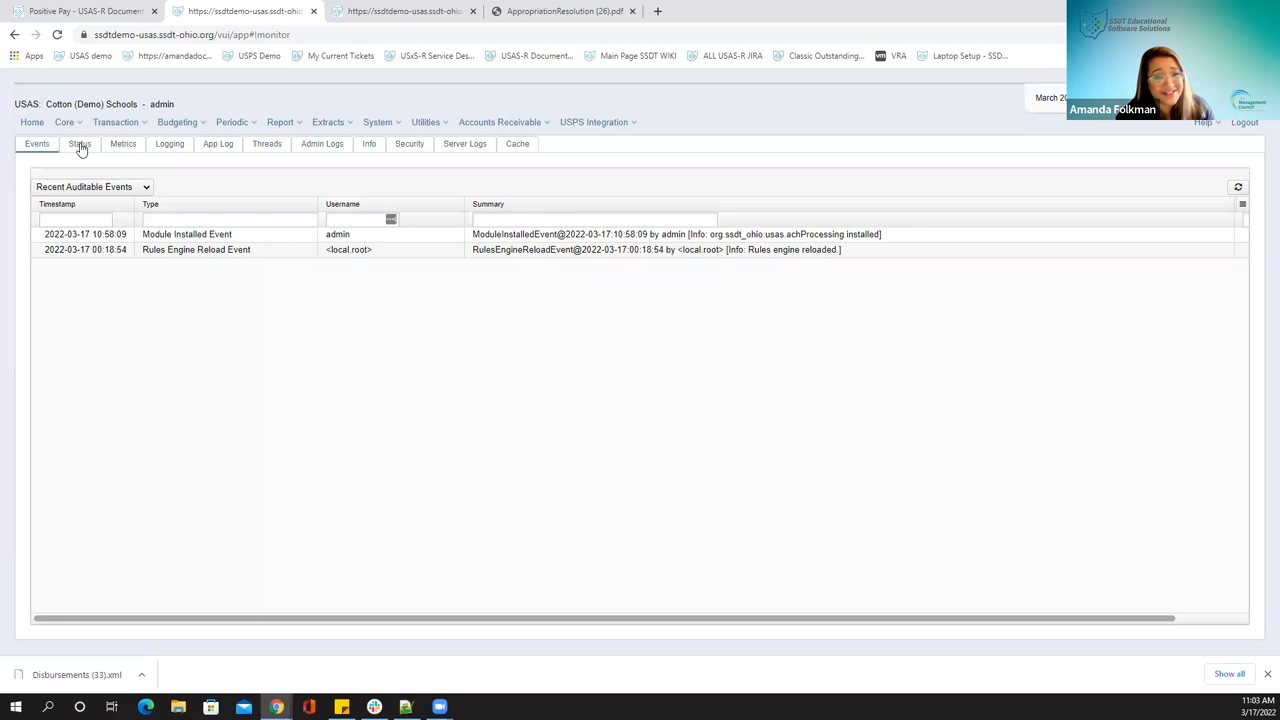 Positive Pay - USAS-R Document
https://ssdtdemo-usas.ssdt-ohio
https://ssdtdemo-usas.ssdt-ohio
AppropriationResolution (26).pdf
ssdtdemo-usas.ssdt-ohio.org/vui/app#!monitor
Apps
USAS demo
https://amandadoc...
USPS Demo
My Current Tickets
USxS-R Service Des...
USAS-R Document...
Main Page SSDT WIKI
ALL USAS-R JIRA
Classic Outstanding...
vm VRA
Laptop Setup - SSD...
SSDT Educational
Software Solutions
Management
Council
Amanda Folkman
March 20
USAS: Cotton (Demo) Schools - admin
Home Core Transaction Budgeting Periodic Report Extracts System Utilities Accounts Receivable USPS Integration Help Logout
Events Status Metrics Logging App Log Threads Admin Logs Info Security Server Logs Cache
Recent Auditable Events
Timestamp Type Username Summary
2022-03-17 10:58:09 Module Installed Event admin ModuleInstalledEvent@2022-03-17:10:58:09 by admin [Info: org.ssdt_ohio:usas.achProcessing installed]
2022-03-17 00:18:54 Rules Engine Reload Event <local.root> RulesEngineReloadEvent@2022-03-17:00:18:54 by <local.root> [Info: Rules engine reloaded.]
Disbursements (33).xml
Show all
11:03 AM
3/17/2022